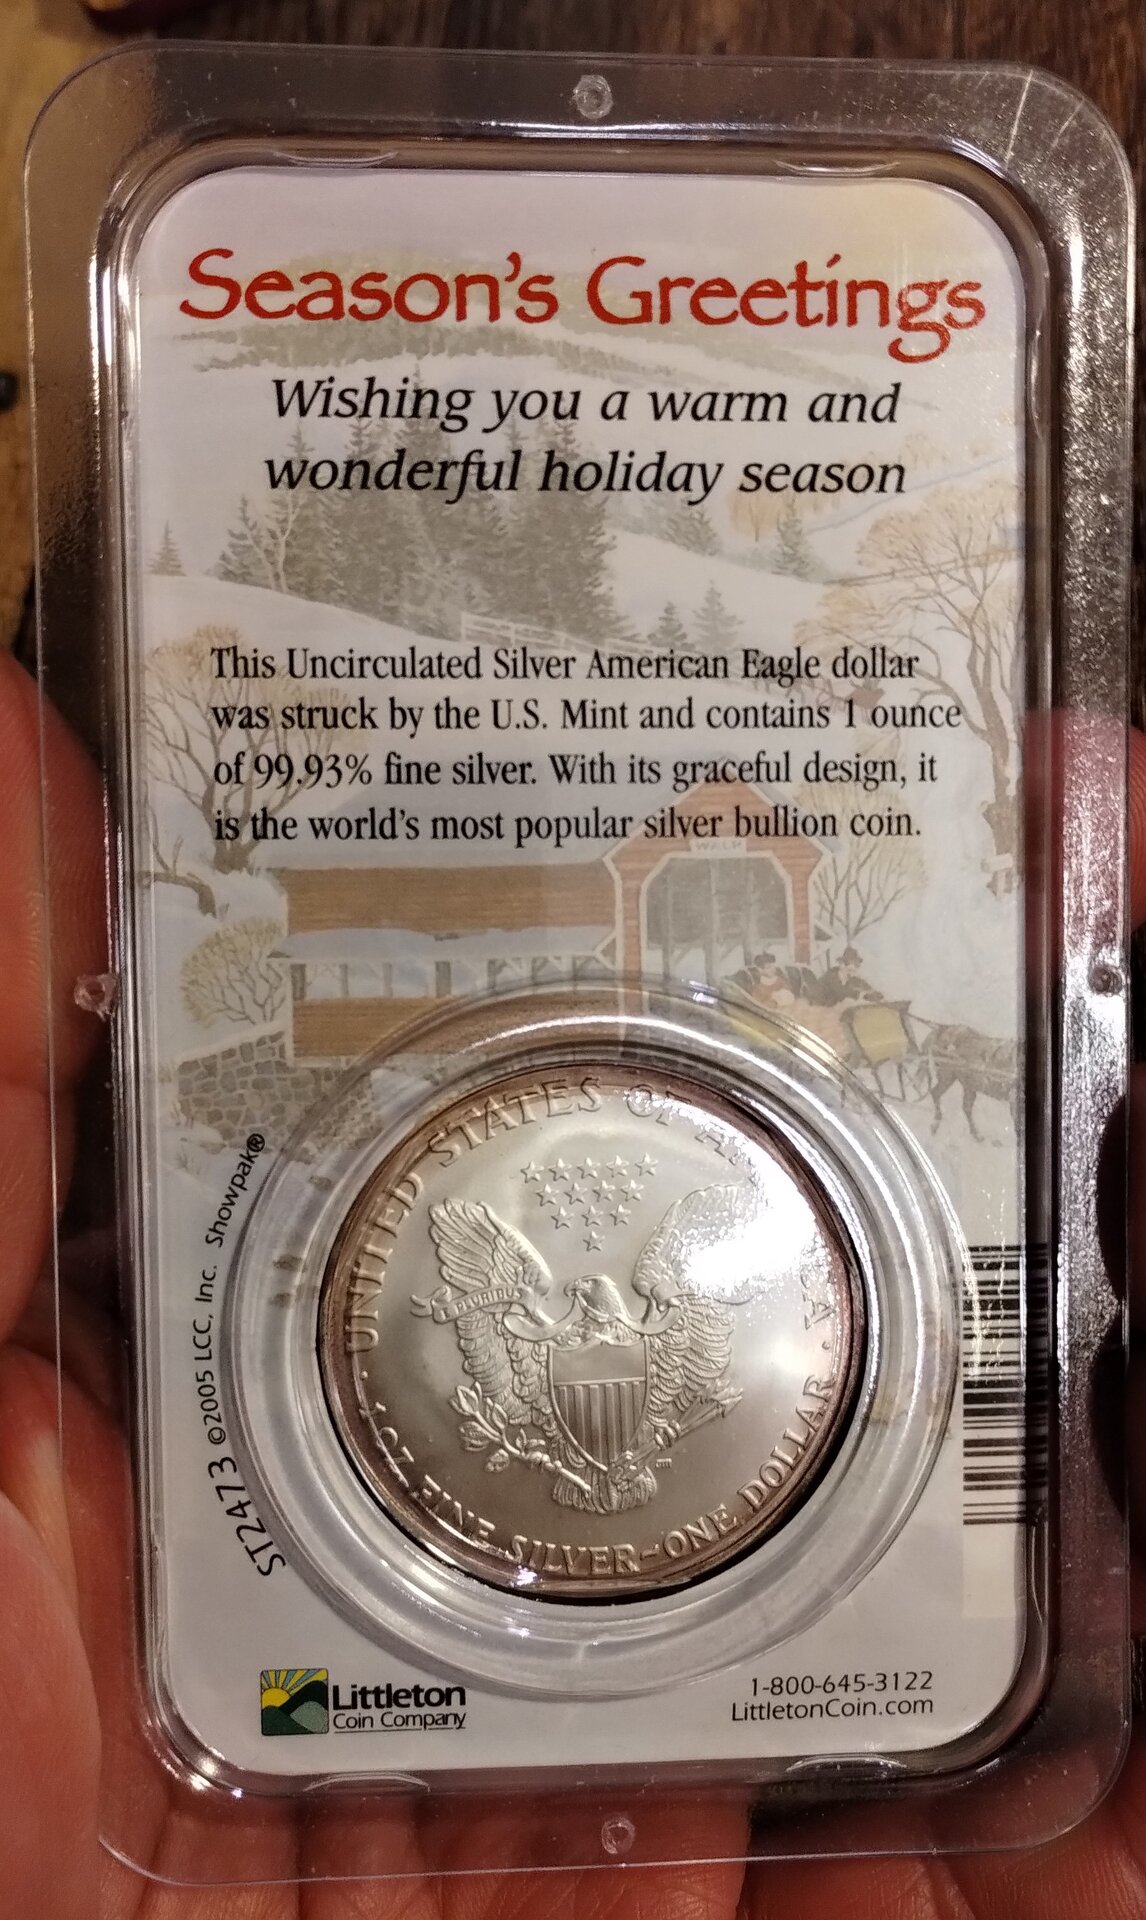 Season's Greetings
Wishing you a warm and
wonderful holiday season
This Uncirculated Silver American Eagle dollar
was struck by the U.S. Mint and contains 1 ounce
of 99.93% fine silver. With its graceful design, it
is the world's most popular silver bullion coin.
WALK
UNITED STATES OF
PLURIBUS
1 OZ. FINE SILVER~ONE DOLLAR
ST2473 ©2005 LCC, Inc. Showpak®
Littleton
Coin Company
1-800-645-3122
LittletonCoin.com